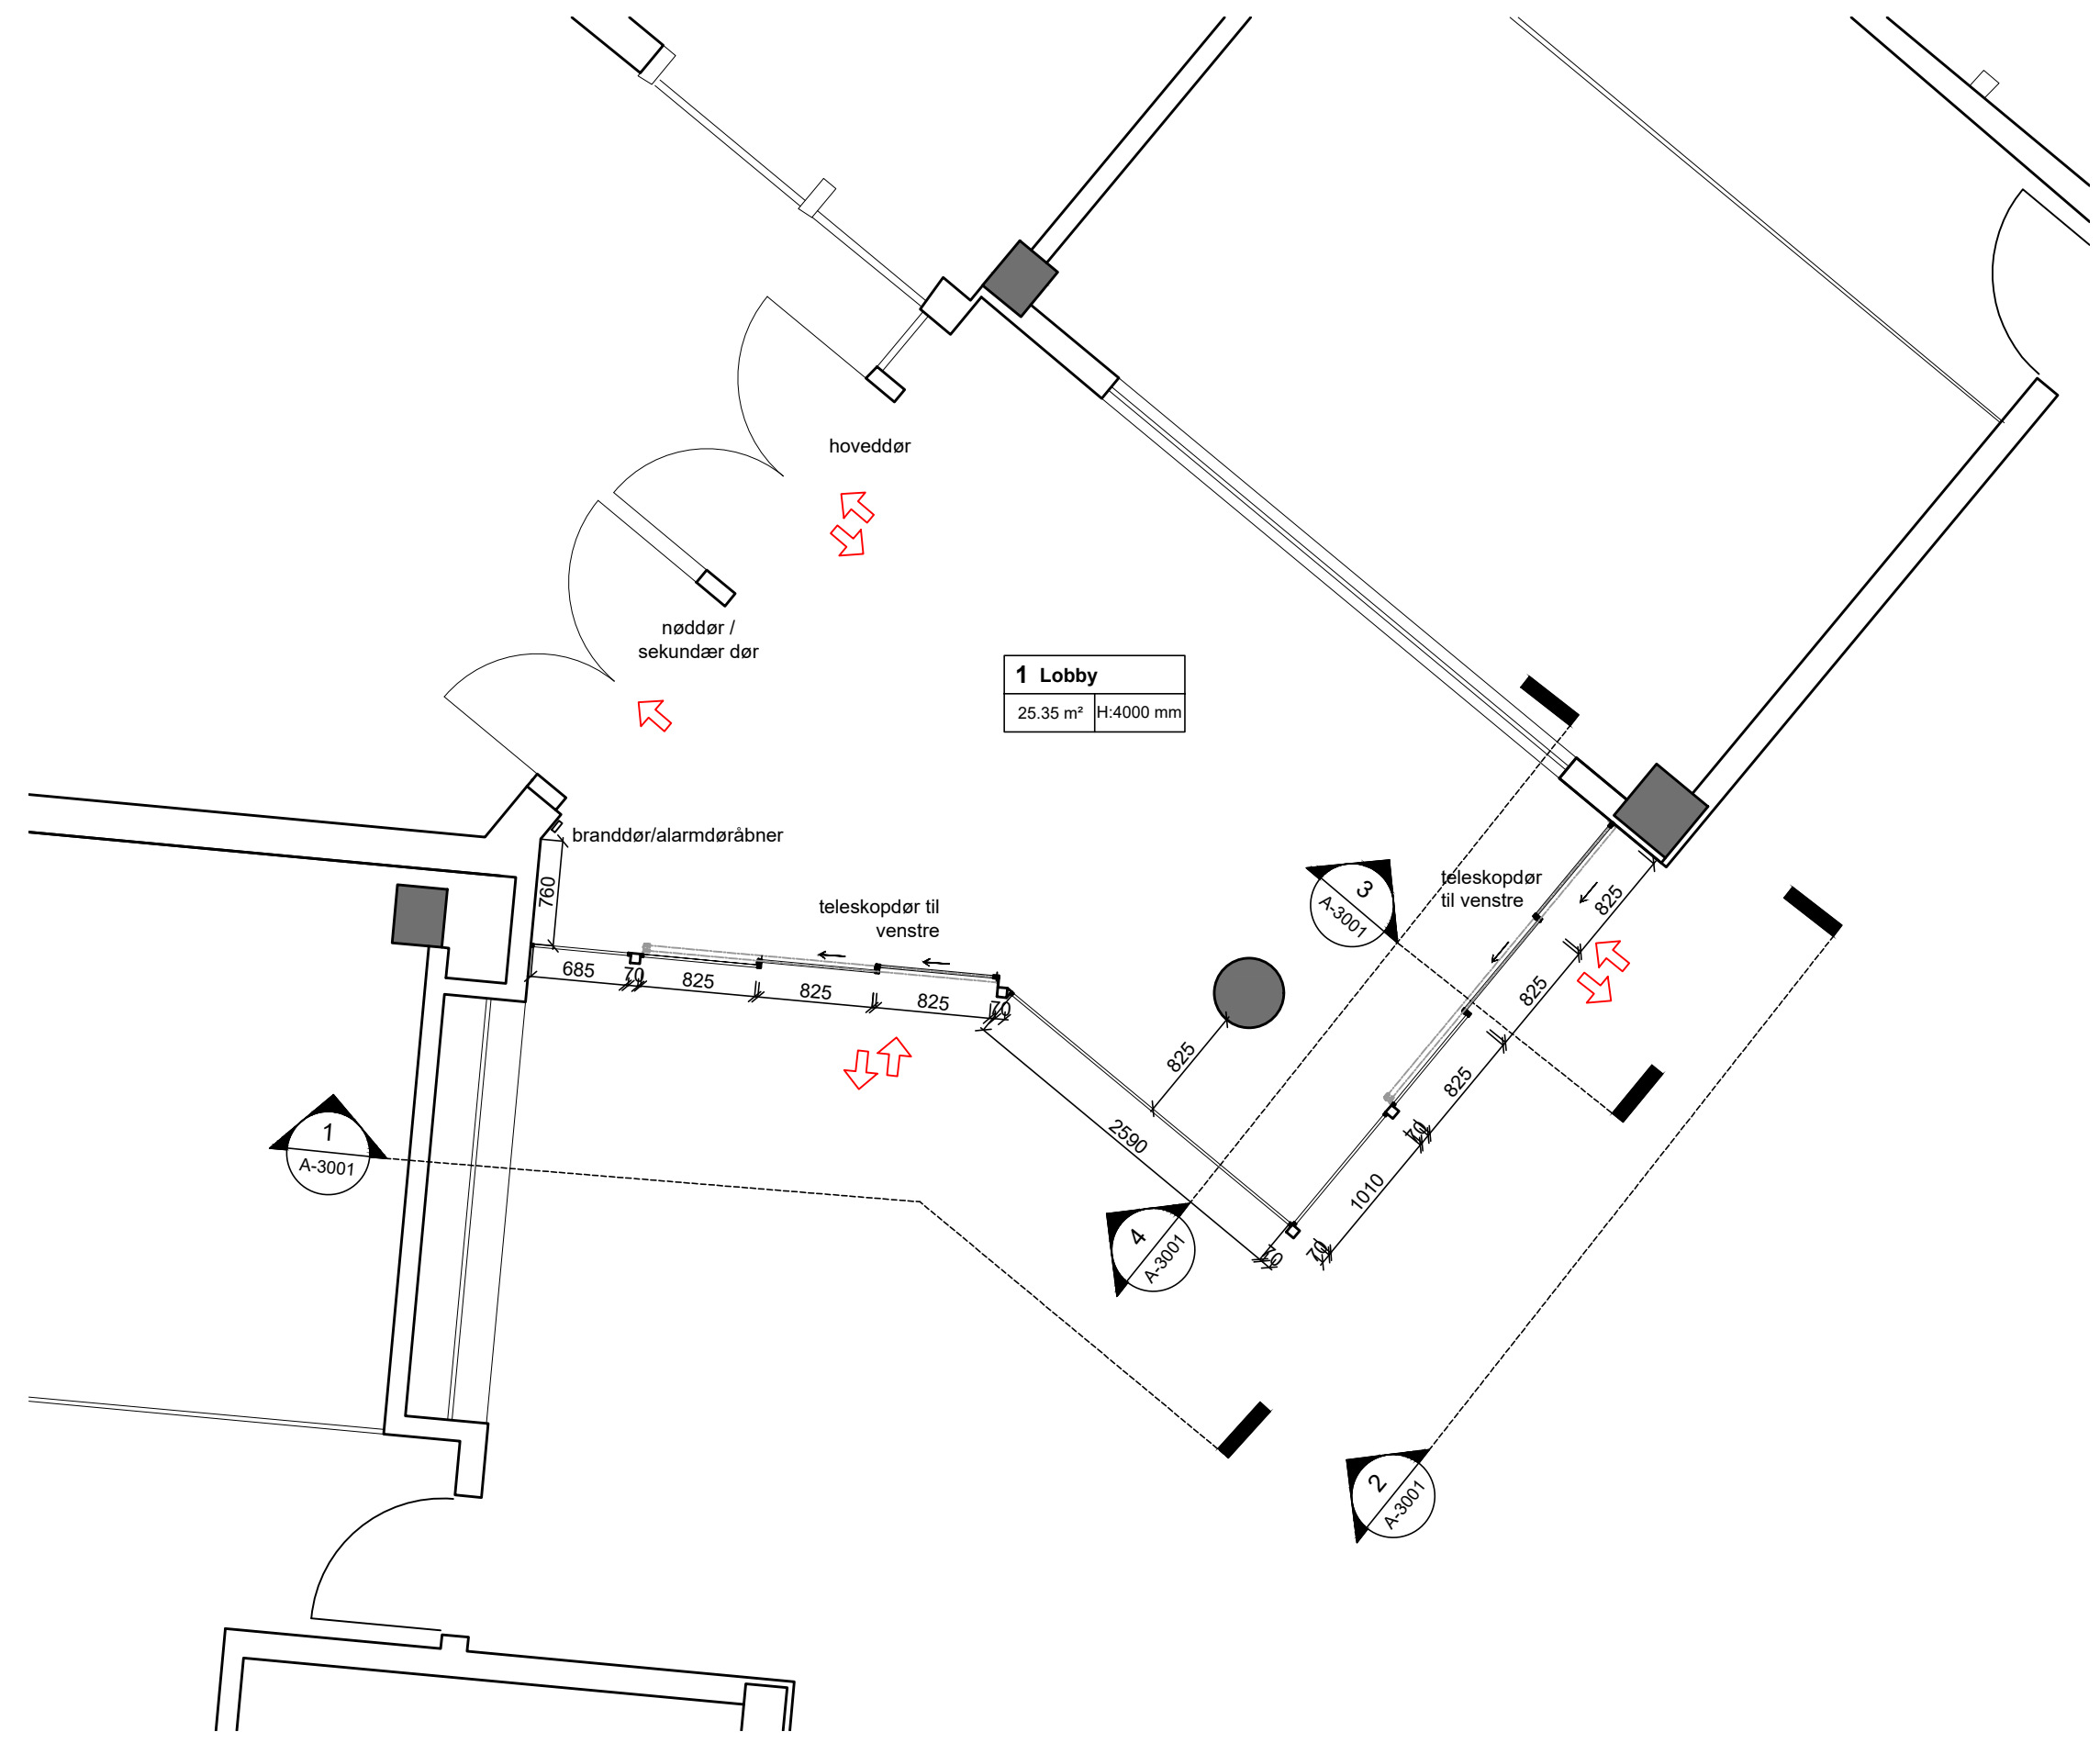 hoveddør
nøddør /
sekundær dør
1 Lobby
25.35 m² H:4000 mm
branddør/alarmdøråbner
760
teleskopdør til
venstre
685
70
825
825
825
70
3
A-3001
teleskopdør
til venstre
825
825
825
70
1010
70
825
2590
70
1
A-3001
4
A-3001
2
A-3001